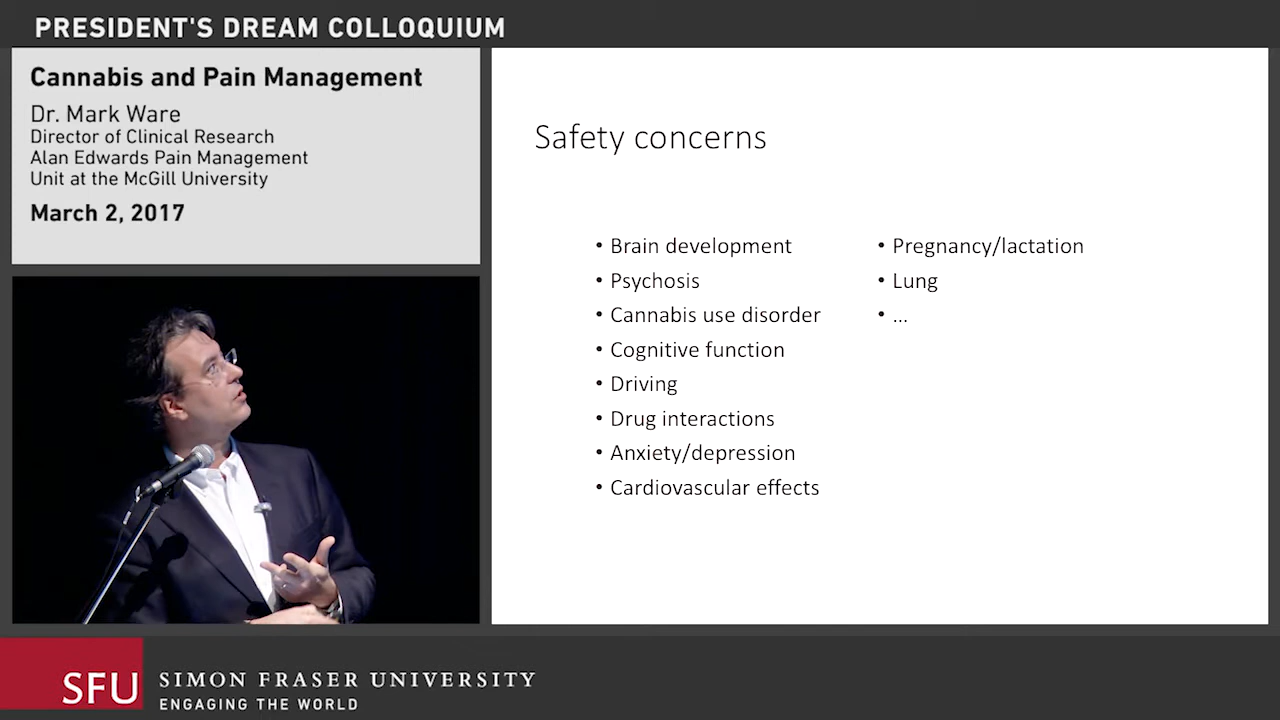 PRESIDENT'S DREAM COLLOQUIUM
Cannabis and Pain Management
Dr. Mark Ware
Director of Clinical Research
Alan Edwards Pain Management
Unit at the McGill University
March 2, 2017
Safety concerns
• Brain development
• Psychosis
• Cannabis use disorder
• Cognitive function
• Driving
• Drug interactions
• Anxiety/depression
• Cardiovascular effects
• Pregnancy/lactation
• Lung
• ...
SFU
SIMON FRASER UNIVERSITY
ENGAGING THE WORLD